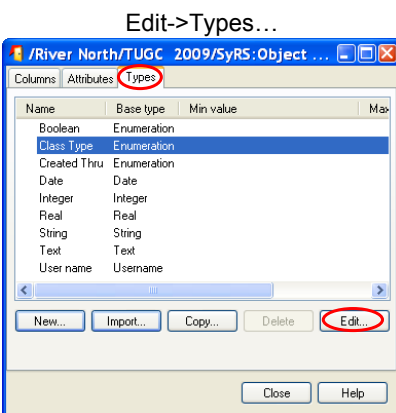 Edit->Types…
/River North/TUGC 2009/SyRS:Object ...
Columns Attributes Types
Name Base type Min value Max
Boolean Enumeration
Class Type Enumeration
Created Thru Enumeration
Date Date
Integer Integer
Real Real
String String
Text Text
User name Username
New... Import... Copy... Delete Edit...
Close Help